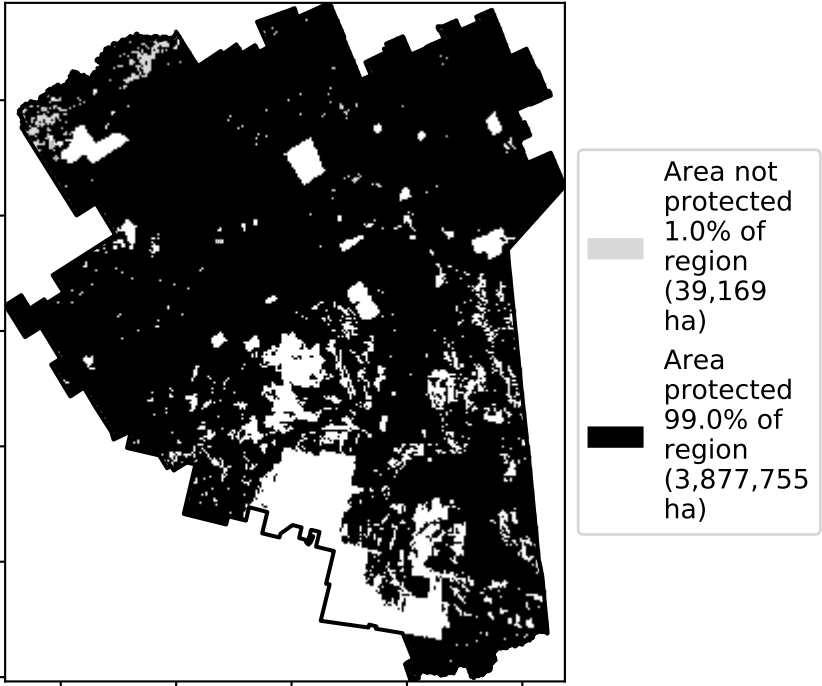 Area not
protected
1.0% of
region
(39,169
ha)
Area
protected
99.0% of
region
(3,877,755
ha)